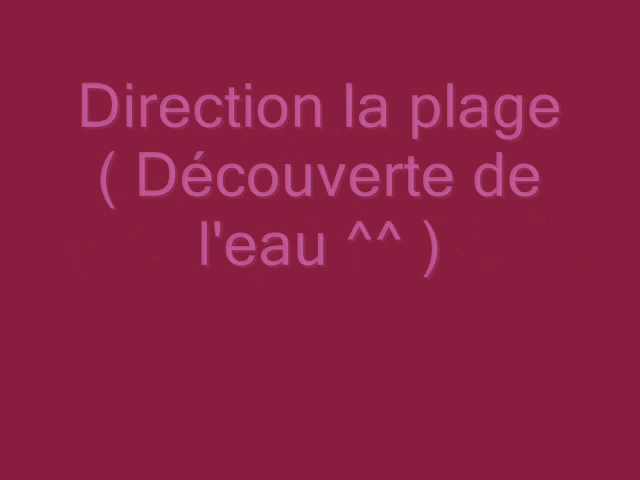 Direction la plage
( Découverte de
l'eau ^^ )